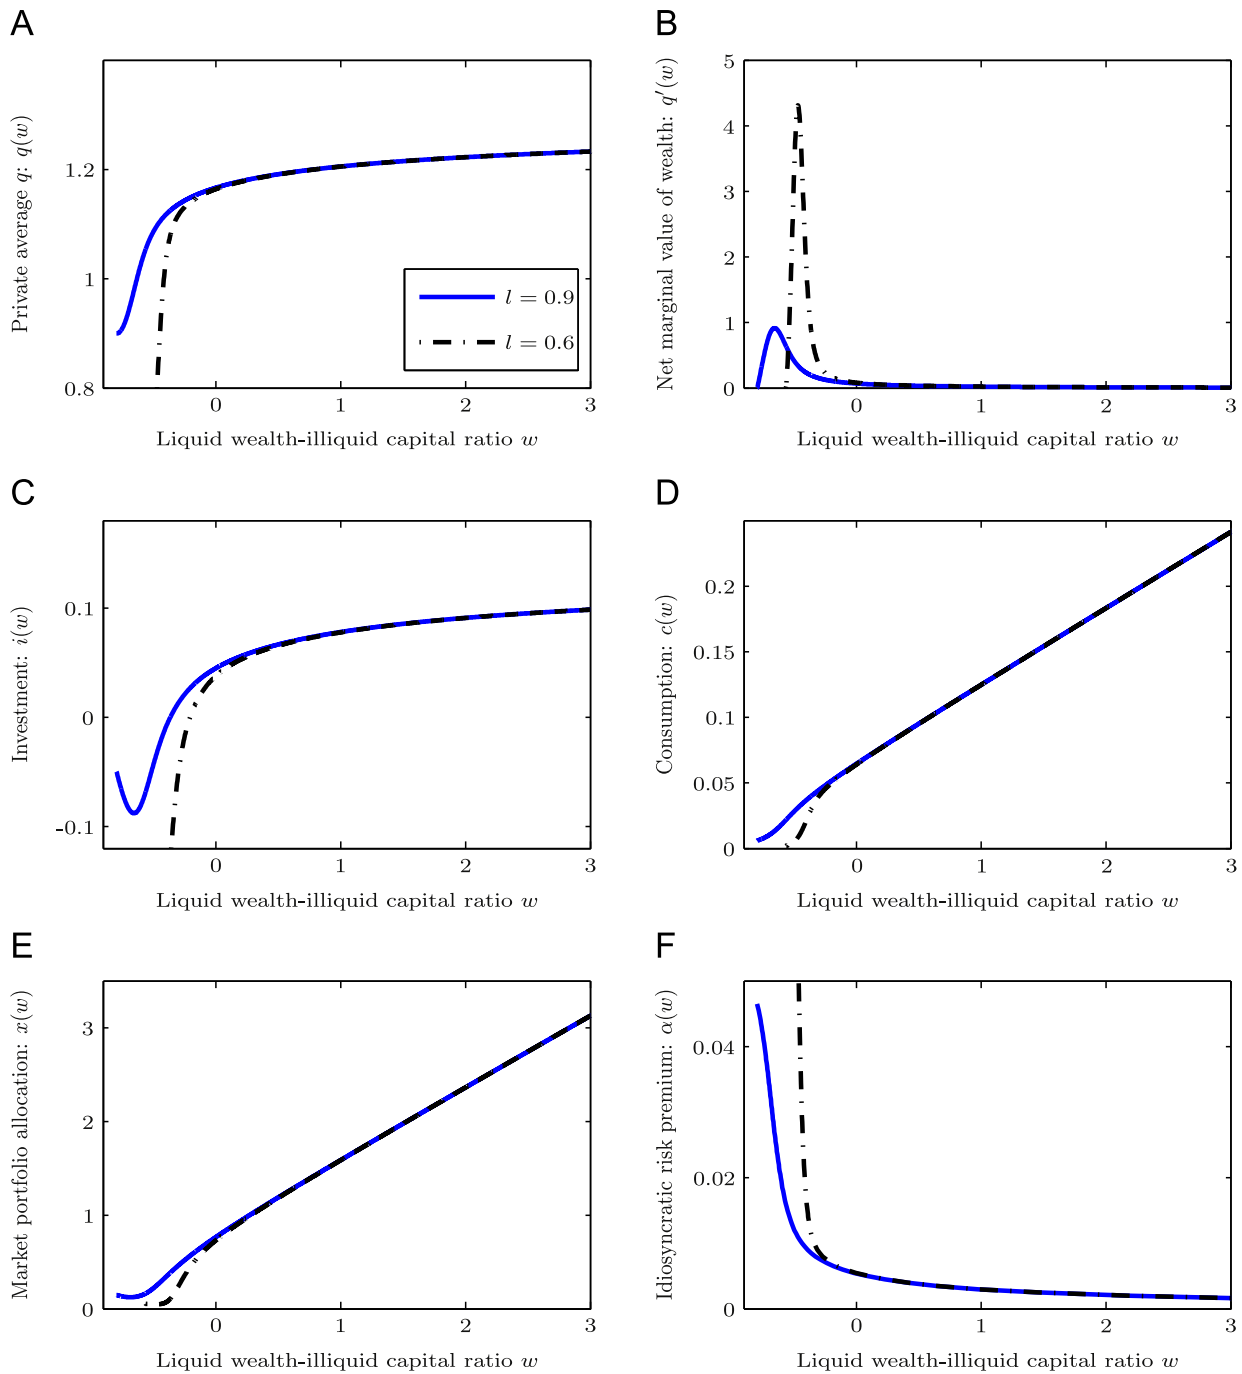 A
Private average q: q(w)
1.2
1
0.8
0
1
2
3
Liquid wealth-illiquid capital ratio w
l = 0.9
l = 0.6
B
Net marginal value of wealth: q′(w)
5
4
3
2
1
0
0
1
2
3
Liquid wealth-illiquid capital ratio w
C
Investment: i(w)
0.1
0
-0.1
0
1
2
3
Liquid wealth-illiquid capital ratio w
D
Consumption: c(w)
0.2
0.15
0.1
0.05
0
0
1
2
3
Liquid wealth-illiquid capital ratio w
E
Market portfolio allocation: x(w)
3
2
1
0
0
1
2
3
Liquid wealth-illiquid capital ratio w
F
Idiosyncratic risk premium: α(w)
0.04
0.02
0
0
1
2
3
Liquid wealth-illiquid capital ratio w